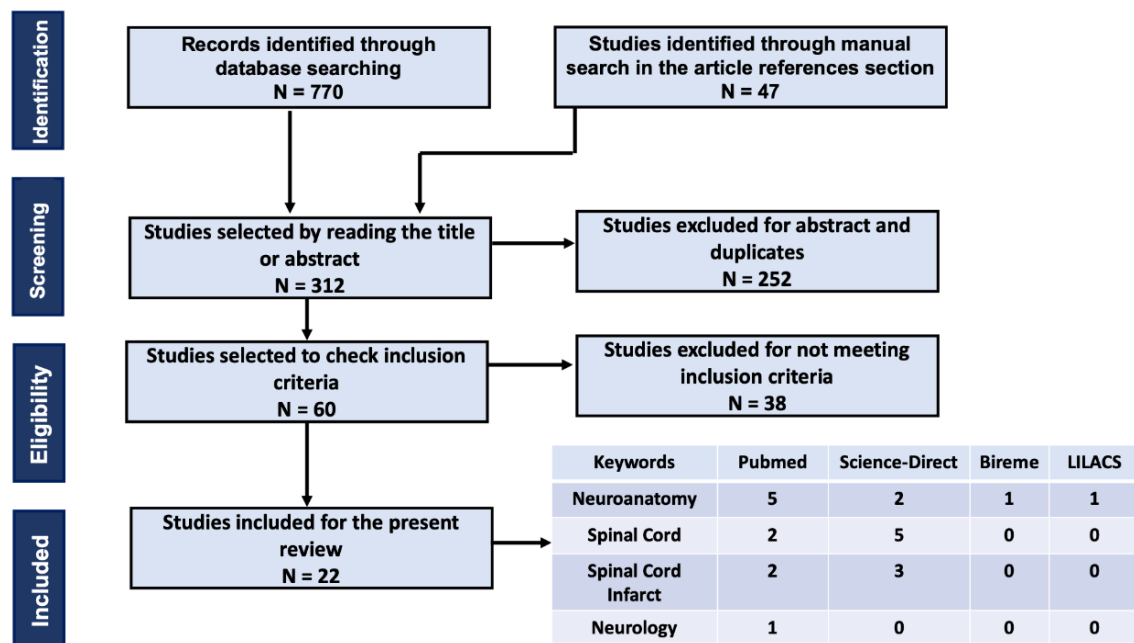 Identification
Records identified through
database searching
N = 770
Studies identified through manual
search in the article references section
N = 47
Screening
Studies selected by reading the title
or abstract
N = 312
Studies excluded for abstract and
duplicates
N = 252
Eligibility
Studies selected to check inclusion
criteria
N = 60
Studies excluded for not meeting
inclusion criteria
N = 38
Included
Studies included for the present
review
N = 22
Keywords Pubmed Science-Direct Bireme LILACS
Neuroanatomy 5 2 1 1
Spinal Cord 2 5 0 0
Spinal Cord
Infarct 2 3 0 0
Neurology 1 0 0 0